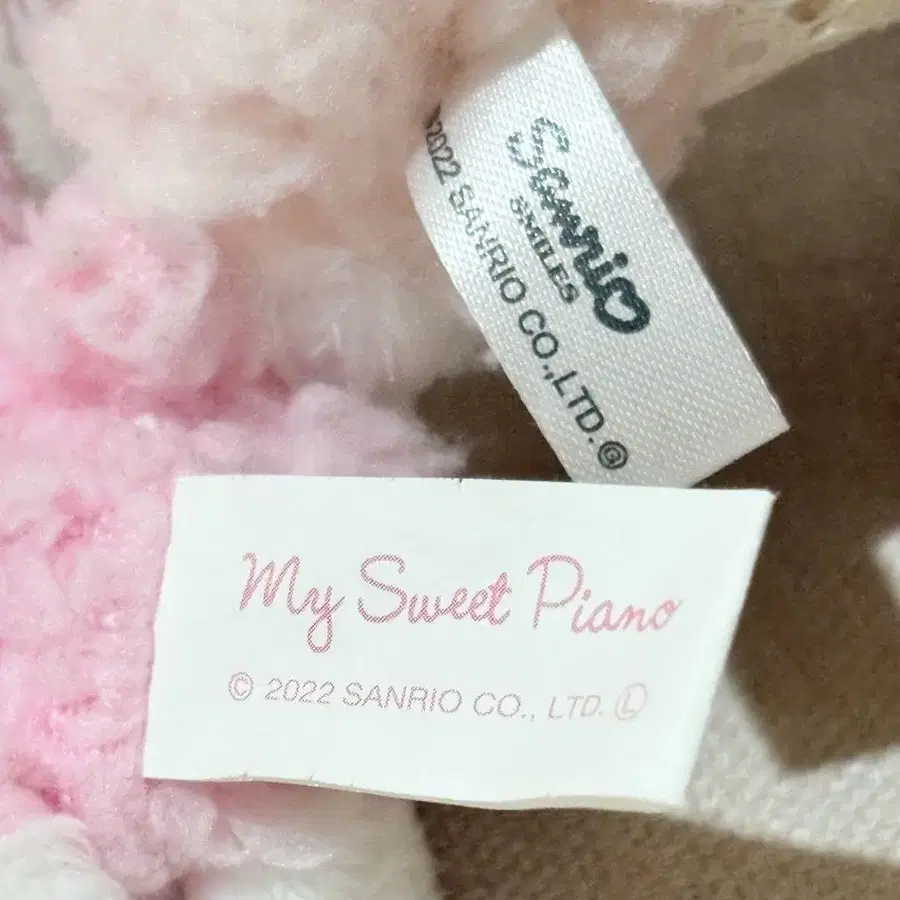 Sanrio
SMILES
2022 SANRIO CO.,LTD. Ⓖ
My Sweet Piano
© 2022 SANRIO CO., LTD. Ⓛ